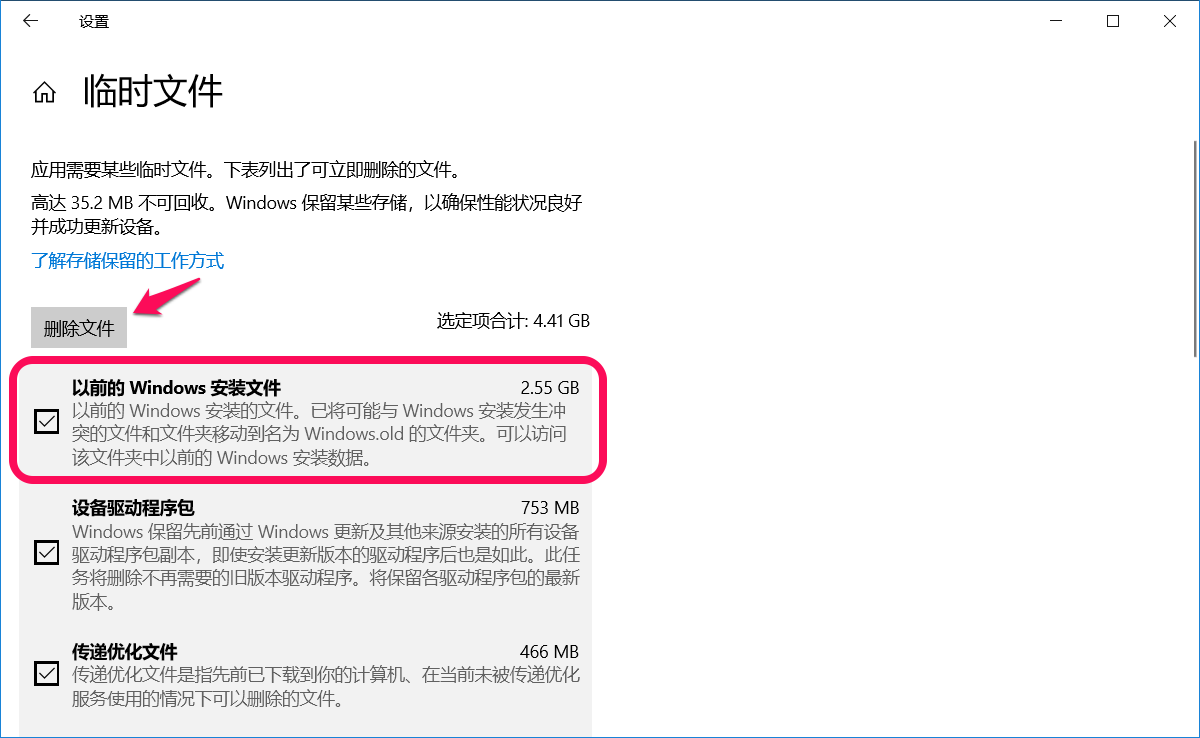 设置
临时文件
应用需要某些临时文件。下表列出了可立即删除的文件。
高达 35.2 MB 不可回收。Windows 保留某些存储，以确保性能状况良好
并成功更新设备。
了解存储保留的工作方式
删除文件
选定项合计: 4.41 GB
以前的 Windows 安装文件 2.55 GB
以前的 Windows 安装的文件。已将可能与 Windows 安装发生冲
突的文件和文件夹移动到名为 Windows.old 的文件夹。可以访问
该文件夹中以前的 Windows 安装数据。
设备驱动程序包 753 MB
Windows 保留先前通过 Windows 更新及其他来源安装的所有设备
驱动程序包副本，即使安装更新版本的驱动程序后也是如此。此任
务将删除不再需要的旧版本驱动程序。将保留各驱动程序包的最新
版本。
传递优化文件 466 MB
传递优化文件是指先前已下载到你的计算机、在当前未被传递优化
服务使用的情况下可以删除的文件。